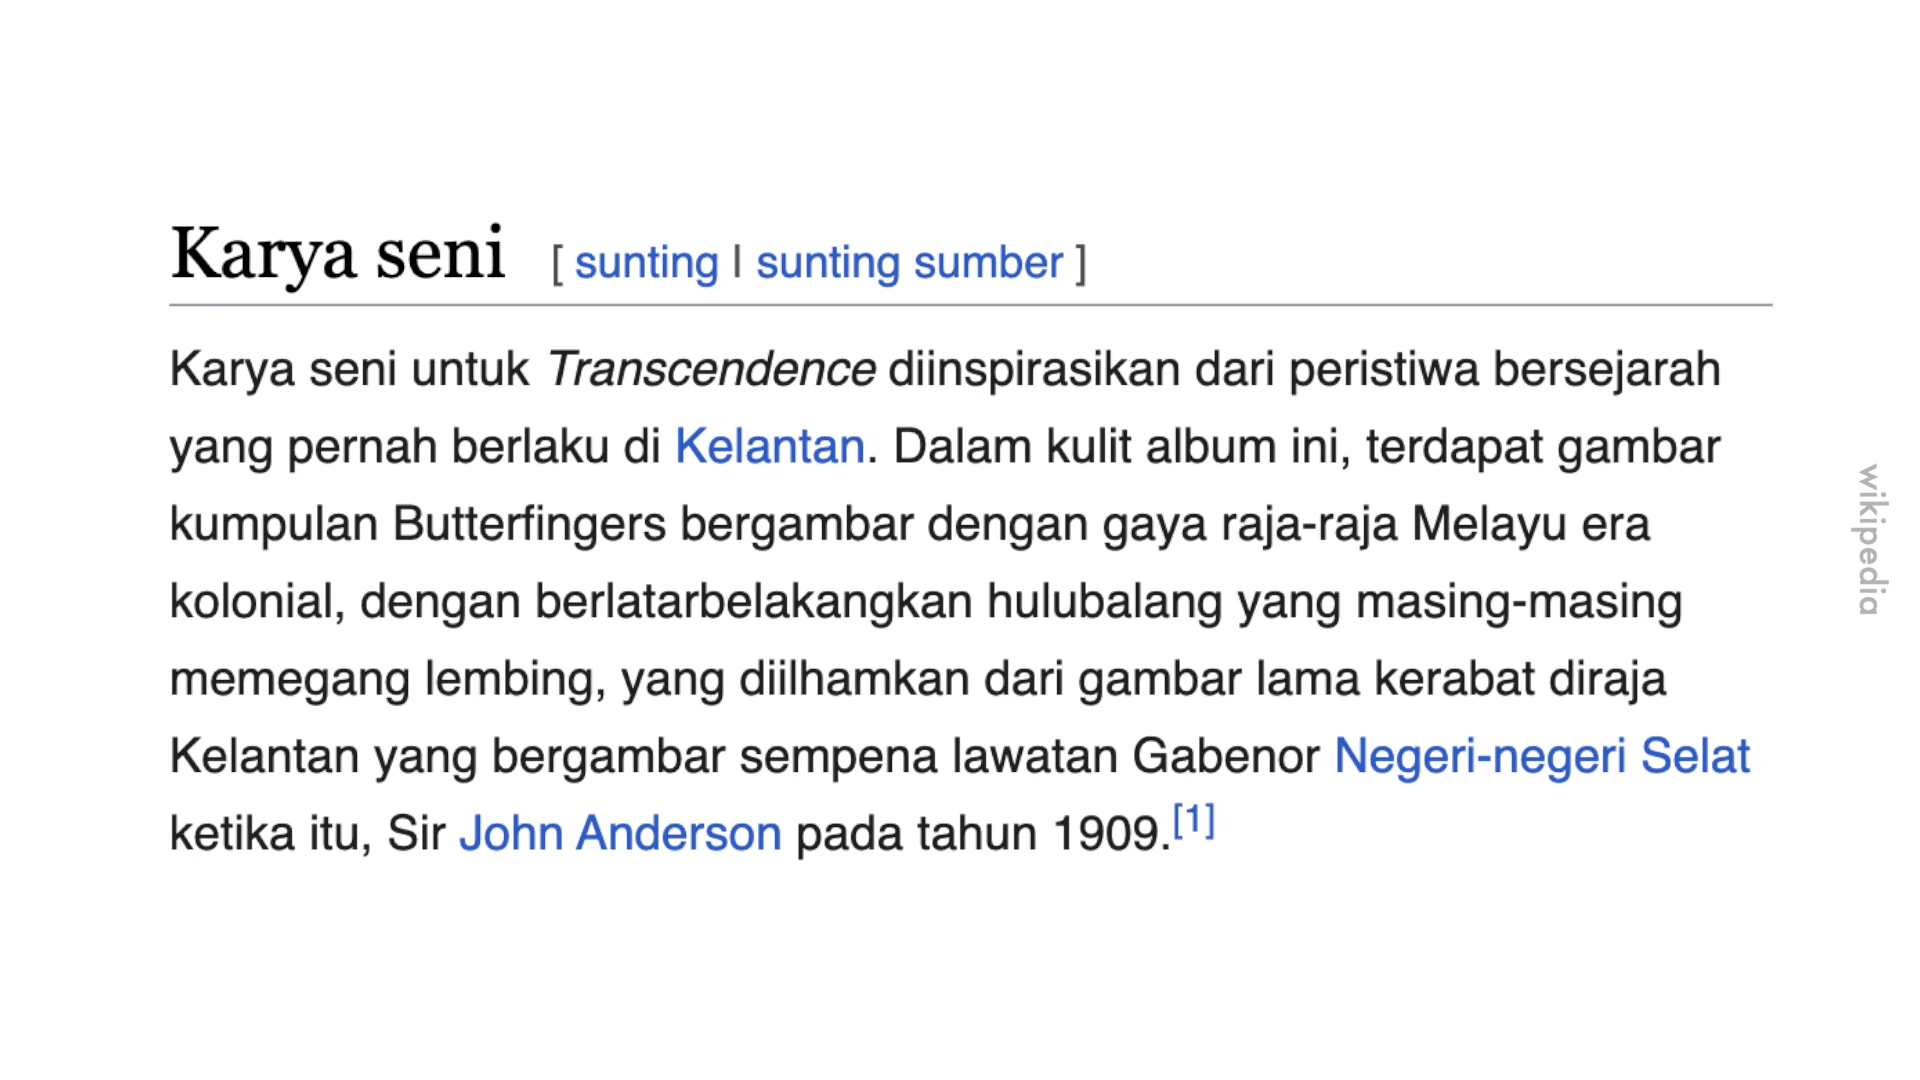 Karya seni [ sunting | sunting sumber ]
Karya seni untuk Transcendence diinspirasikan dari peristiwa bersejarah
yang pernah berlaku di Kelantan. Dalam kulit album ini, terdapat gambar
kumpulan Butterfingers bergambar dengan gaya raja-raja Melayu era
kolonial, dengan berlatarbelakangkan hulubalang yang masing-masing
memegang lembing, yang diilhamkan dari gambar lama kerabat diraja
Kelantan yang bergambar sempena lawatan Gabenor Negeri-negeri Selat
ketika itu, Sir John Anderson pada tahun 1909.[1]
wikipedia